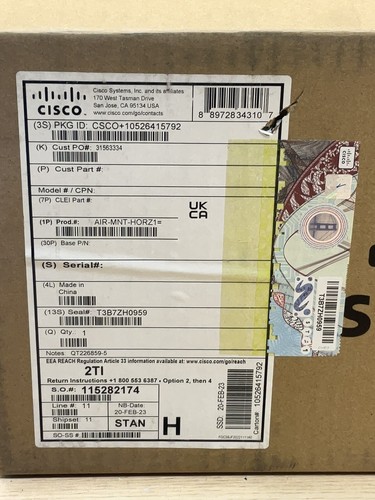 CISCO
Cisco Systems, Inc. and its affiliates
170 West Tasman Drive
San Jose, CA 95134 USA
www.cisco.com/go/contacts
8 89728 34310 7
(3S) PKG ID: CSCO+10526415792
(K) Cust PO#: 31563334
(P) Cust Part#:
Model # / CPN:
(7P) CLEI Part#:
UK
CA
(1P) Prod.#: AIR-MNT-HORZ1=
(30P) Base P/N:
(S) Serial#:
(4L) Made in
China
(13S) Seal#: T3B7ZH0959
(Q) Qty. 1
Notes: QT226859-5
EEA REACH Regulation Article 33 information available at: www.cisco.com/go/reach
2TI
Return Instructions +1 800 553 6387 - Option 2, then 4
S.O.#: 115282174
Line #: 11
NB-Date:
20-FEB-23
Shipset: 11
STAN
SO-SS #
H
SSD: 20-FEB-23
Carton#: 10526415792
CISCO
T3B7ZH0959
S